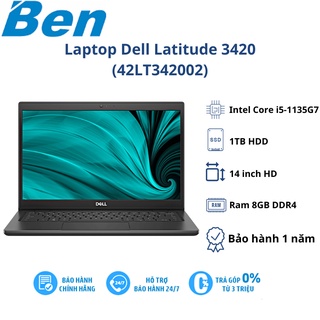 Ben
Laptop Dell Latitude 3420
(42LT342002)
Intel Core i5-1135G7
SSD
1TB HDD
14 inch HD
RAM
Ram 8GB DDR4
Bảo hành 1 năm
DELL
BẢO HÀNH
CHÍNH HÃNG
HỖ TRỢ
BẢO HÀNH 24/7
TRẢ GÓP 0%
TỪ 3 TRIỆU